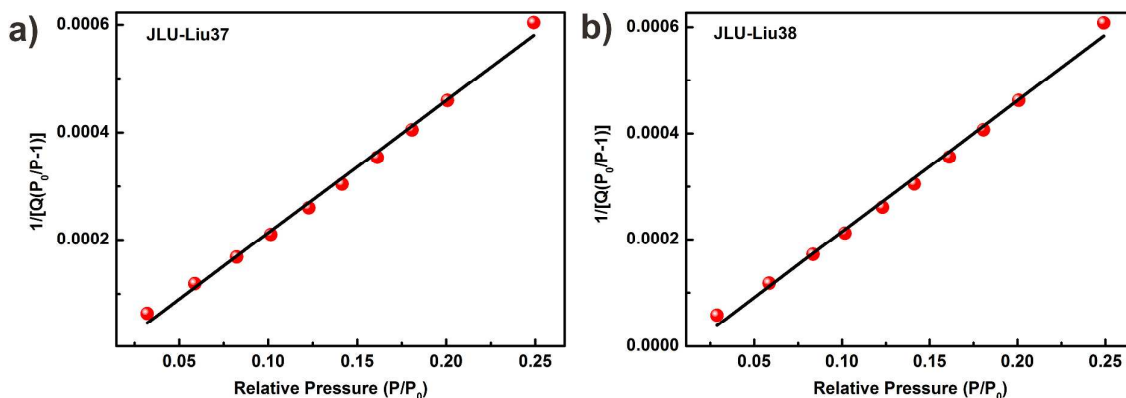 a)
JLU-Liu37
1/[Q(P₀/P-1)]
0.0006
0.0004
0.0002
0.05 0.10 0.15 0.20 0.25
Relative Pressure (P/P₀)
b)
JLU-Liu38
1/[Q(P₀/P-1)]
0.0006
0.0004
0.0002
0.0000
0.05 0.10 0.15 0.20 0.25
Relative Pressure (P/P₀)